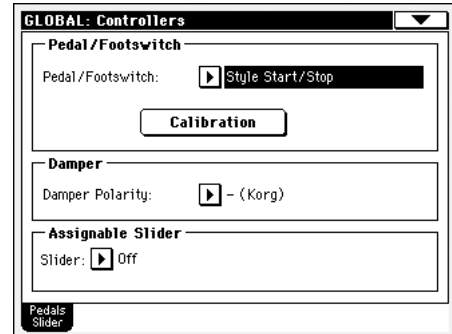 GLOBAL: Controllers
Pedal/Footswitch
Pedal/Footswitch: Style Start/Stop
Calibration
Damper
Damper Polarity: - (Korg)
Assignable Slider
Slider: Off
Pedals
Slider